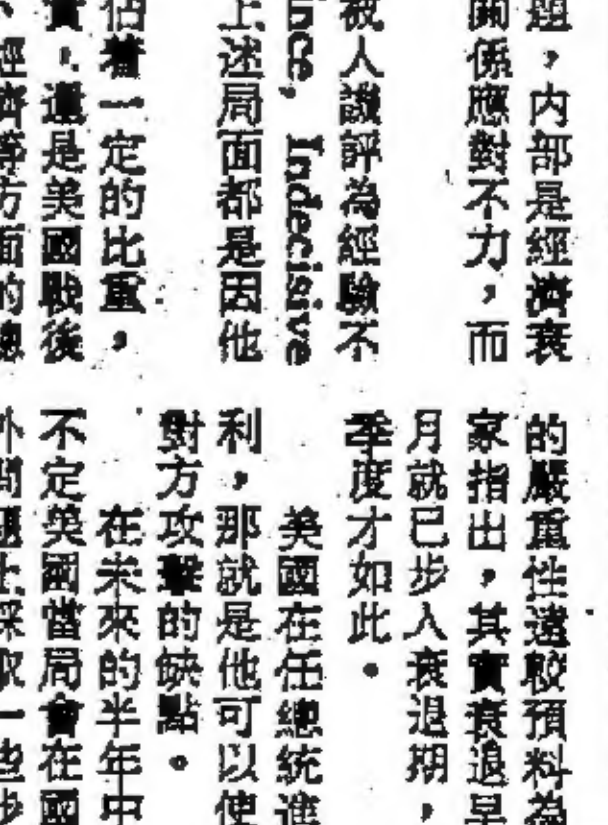 題，內部是經濟衰
關係應對不力，而
被人譏評為經驗不
ince, Indecisive
上述局面都是因他
佔着一定的比重，
實，還是美國戰後
、經濟等方面的總
的嚴重性遠較預料為
家指出，其實衰退早
月就已步入衰退期，
季度才如此。
美國在任總統進
利，那就是他可以使
對方攻擊的缺點。
在未來的半年中
不定美國當局會在國
外問題上採取一些步